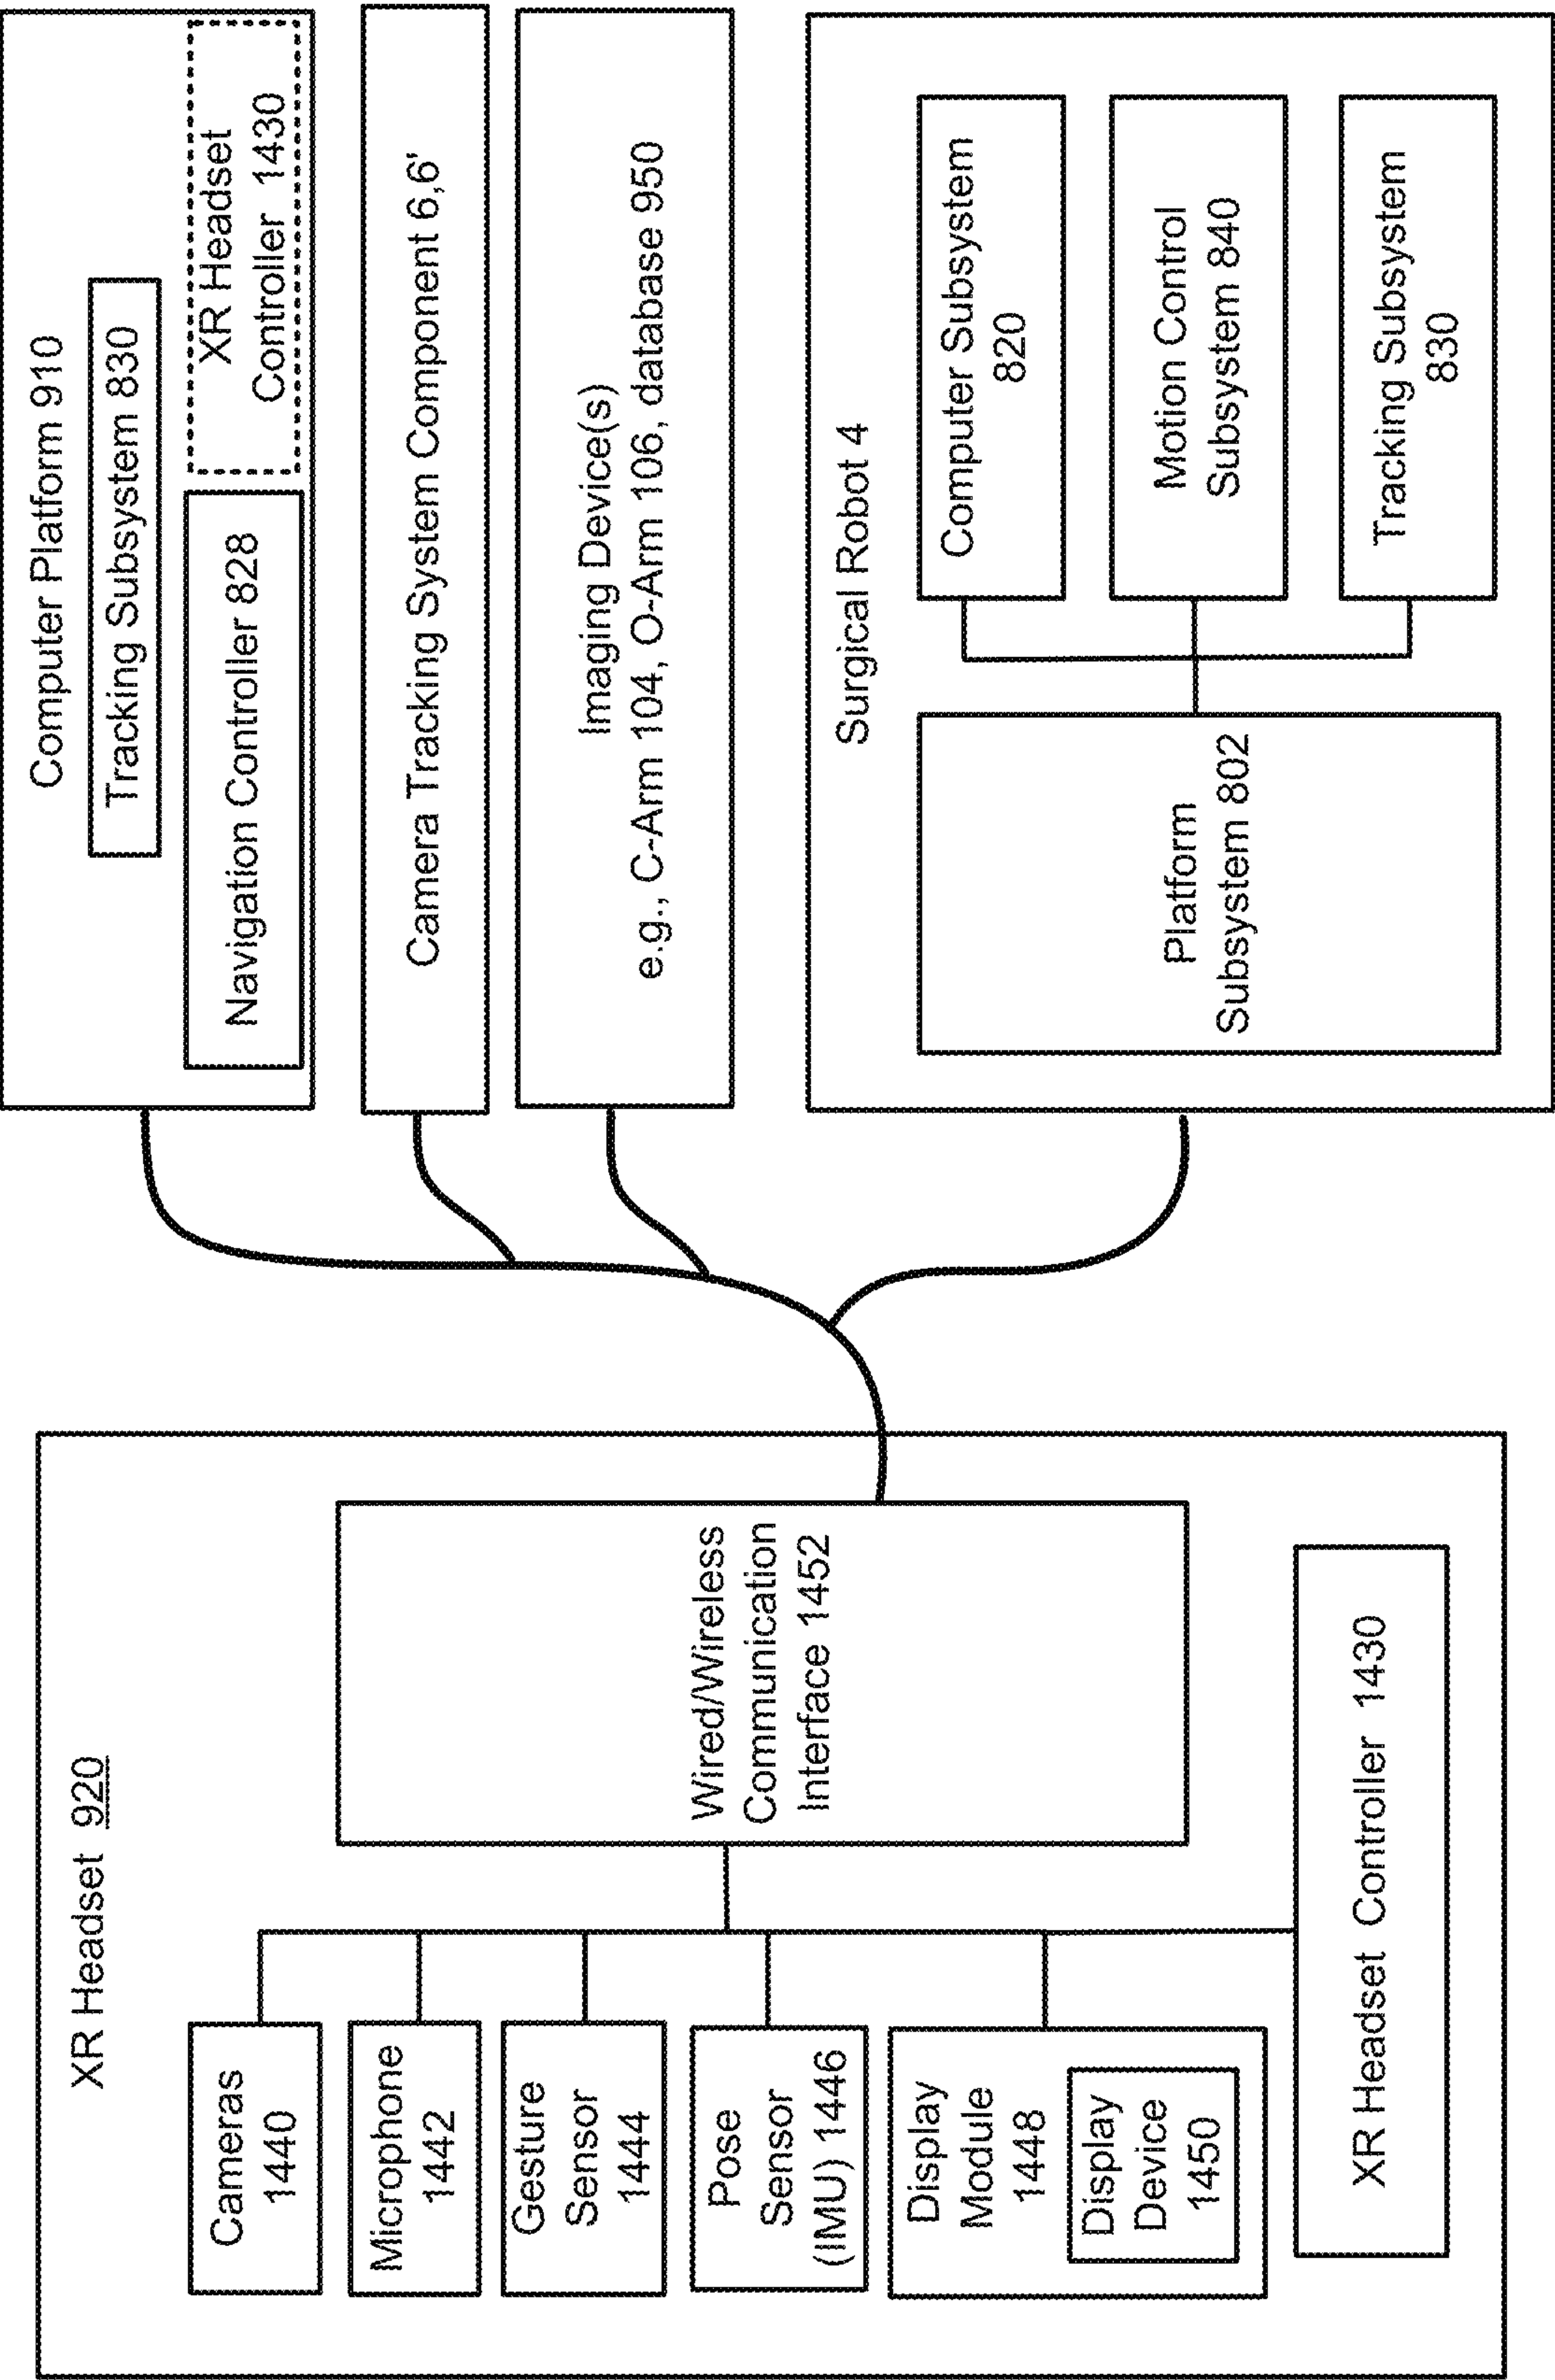 XR Headset 920
Cameras
1440
Microphone
1442
Gesture
Sensor
1444
Pose
Sensor
(IMU) 1446
Display
Module
1448
Display
Device
1450
Wired/Wireless
Communication
Interface 1452
XR Headset Controller 1430
Computer Platform 910
Tracking Subsystem 830
Navigation Controller 828
XR Headset
Controller 1430
Camera Tracking System Component 6,6'
Imaging Device(s)
e.g., C-Arm 104, O-Arm 106, database 950
Surgical Robot 4
Platform
Subsystem 802
Computer Subsystem
820
Motion Control
Subsystem 840
Tracking Subsystem
830